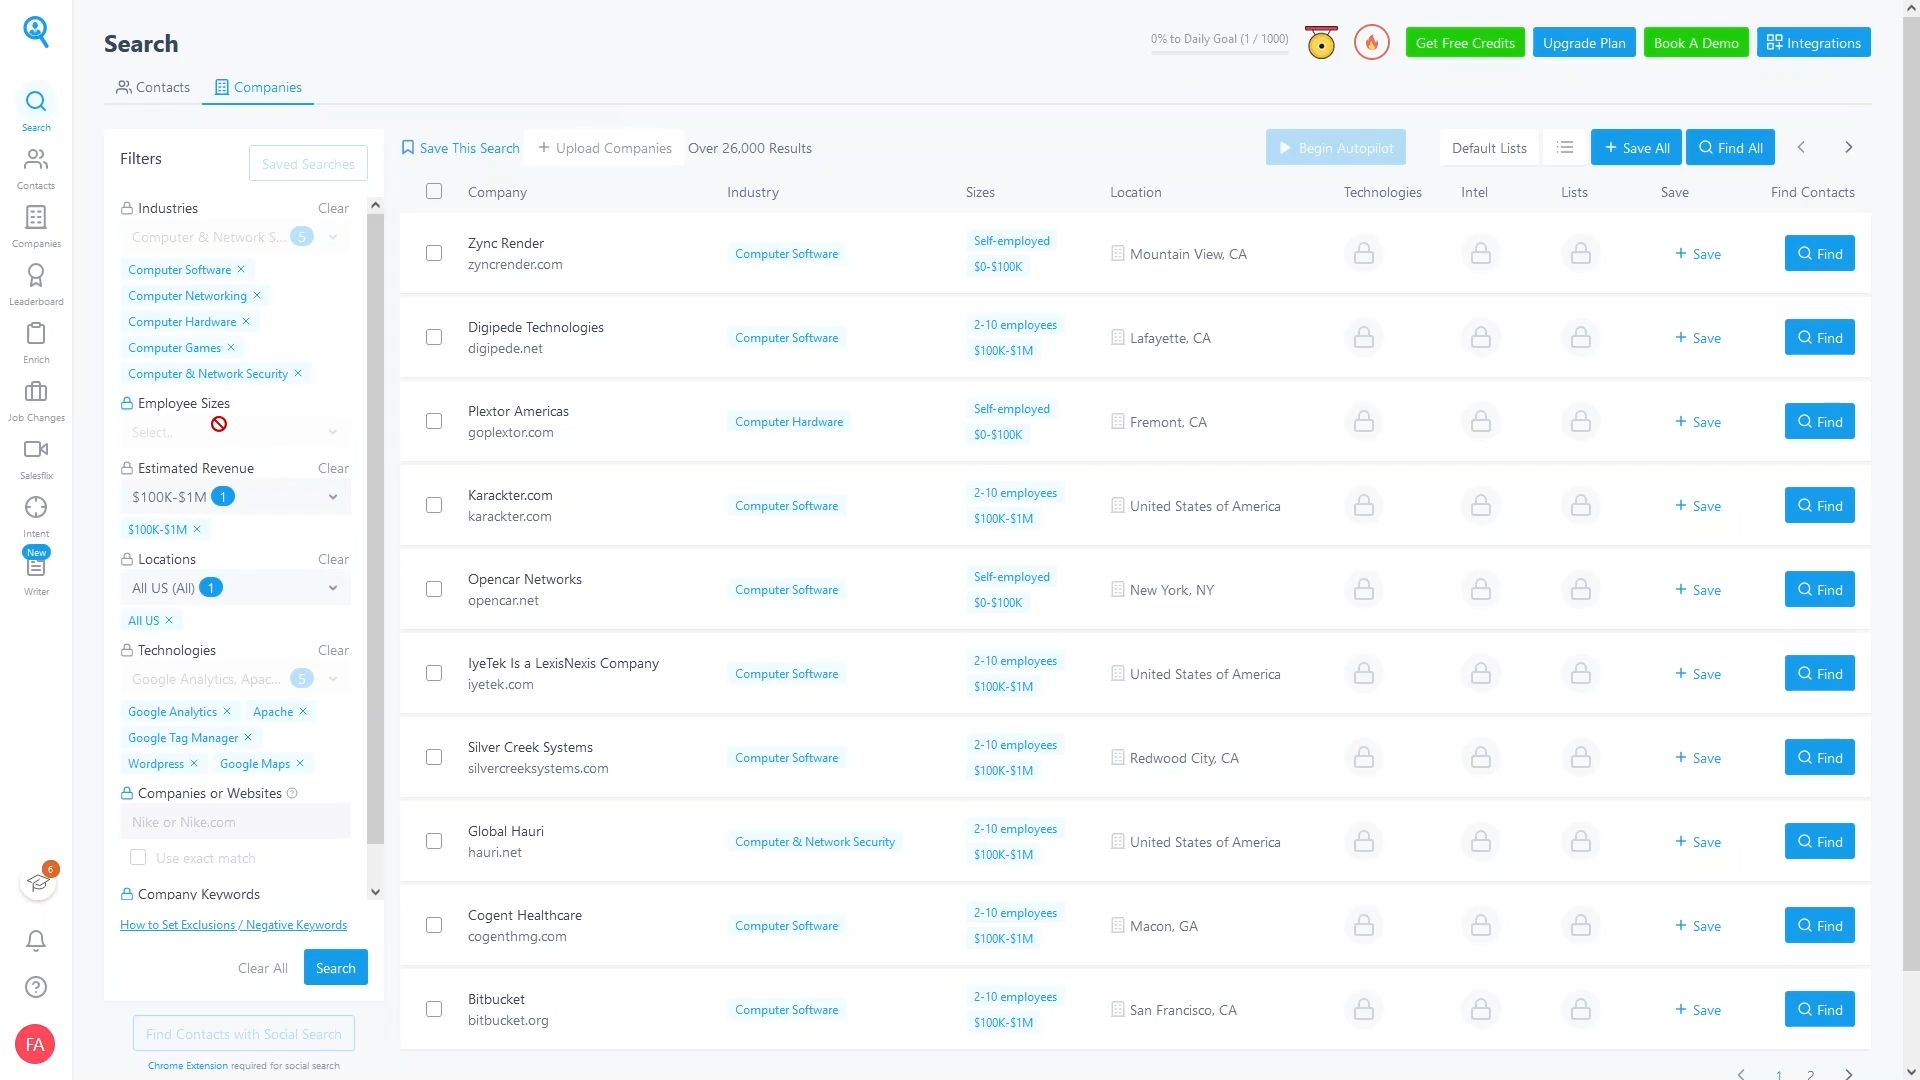 Search
0% to Daily Goal (1 / 1000)
Get Free Credits
Upgrade Plan
Book A Demo
Integrations
Contacts
Companies
Search
Contacts
Companies
Leaderboard
Enrich
Job Changes
Salesflix
Intent
New
Writer
6
FA
Filters
Saved Searches
Industries Clear
Computer & Network S... 5
Computer Software ×
Computer Networking ×
Computer Hardware ×
Computer Games ×
Computer & Network Security ×
Employee Sizes
Select..
Estimated Revenue Clear
$100K-$1M 1
$100K-$1M ×
Locations Clear
All US (All) 1
All US ×
Technologies Clear
Google Analytics, Apac... 5
Google Analytics × Apache ×
Google Tag Manager ×
Wordpress × Google Maps ×
Companies or Websites
Nike or Nike.com
Use exact match
Company Keywords
How to Set Exclusions / Negative Keywords
Clear All Search
Find Contacts with Social Search
Chrome Extension required for social search
Save This Search + Upload Companies Over 26,000 Results Begin Autopilot Default Lists + Save All Find All
Company Industry Sizes Location Technologies Intel Lists Save Find Contacts
Zync Render
zyncrender.com
Computer Software
Self-employed
$0-$100K
Mountain View, CA
+ Save
Find
Digipede Technologies
digipede.net
Computer Software
2-10 employees
$100K-$1M
Lafayette, CA
+ Save
Find
Plextor Americas
goplextor.com
Computer Hardware
Self-employed
$0-$100K
Fremont, CA
+ Save
Find
Karackter.com
karackter.com
Computer Software
2-10 employees
$100K-$1M
United States of America
+ Save
Find
Opencar Networks
opencar.net
Computer Software
Self-employed
$0-$100K
New York, NY
+ Save
Find
IyeTek Is a LexisNexis Company
iyetek.com
Computer Software
2-10 employees
$100K-$1M
United States of America
+ Save
Find
Silver Creek Systems
silvercreeksystems.com
Computer Software
2-10 employees
$100K-$1M
Redwood City, CA
+ Save
Find
Global Hauri
hauri.net
Computer & Network Security
2-10 employees
$100K-$1M
United States of America
+ Save
Find
Cogent Healthcare
cogenthmg.com
Computer Software
2-10 employees
$100K-$1M
Macon, GA
+ Save
Find
Bitbucket
bitbucket.org
Computer Software
2-10 employees
$100K-$1M
San Francisco, CA
+ Save
Find
1 2